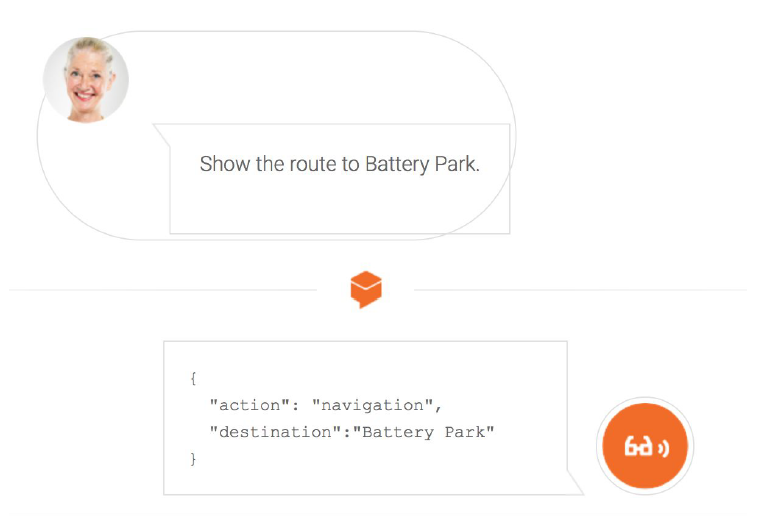 Show the route to Battery Park.
{
"action": "navigation",
"destination":"Battery Park"
}